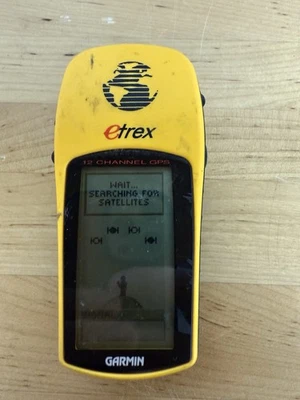 etrex
12 CHANNEL GPS
WAIT...
SEARCHING FOR
SATELLITES
GARMIN